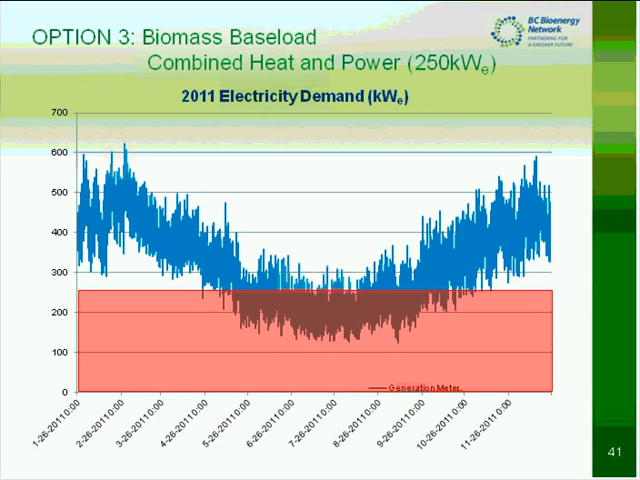 OPTION 3: Biomass Baseload
Combined Heat and Power (250kWe)
BC Bioenergy
Network
PARTNERING FOR
A GREENER FUTURE
2011 Electricity Demand (kWe)
700
600
500
400
300
200
100
0
Generation Meter.
1-26-2011 0:00
2-26-2011 0:00
3-26-2011 0:00
4-26-2011 0:00
5-26-2011 0:00
6-26-2011 0:00
7-26-2011 0:00
8-26-2011 0:00
9-26-2011 0:00
10-26-2011 0:00
11-26-2011 0:00
41